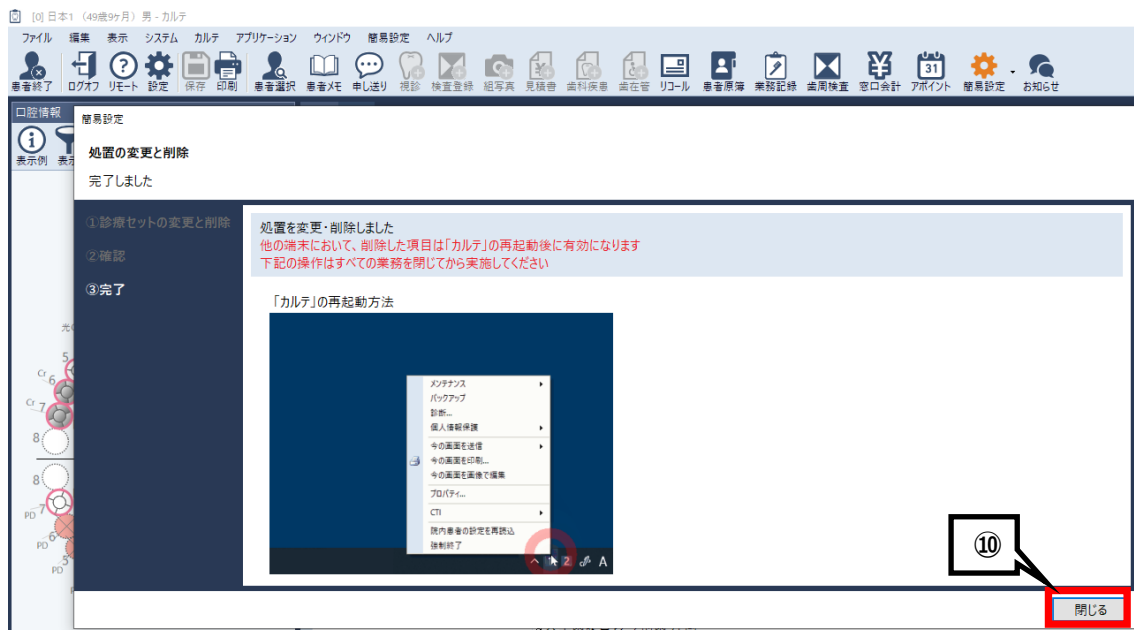 [0] 日本1 （49歳9ケ月）男 - カルテ
ファイル 編集 表示 システム カルテ アプリケーション ウィンドウ 簡易設定 ヘルプ
患者終了 ログオフ リモート 設定 保存 印刷 患者選択 患者メモ 申し送り 視診 検査登録 組写真 見積書 歯科疾患 歯在管 リコール 患者原簿 業務記録 歯周検査 窓口会計 アポイント 簡易設定 お知らせ
31
口腔情報
表示例
簡易設定
処置の変更と削除
完了しました
①診療セットの変更と削除
②確認
③完了
処置を変更・削除しました
他の端末において、削除した項目は「カルテ」の再起動後に有効になります
下記の操作はすべての業務を閉じてから実施してください
「カルテ」の再起動方法
メンテナンス
バックアップ
診断...
個人情報保護
今の画面を送信
今の画面を印刷...
今の画面を画像で編集
プロパティ...
CTI
院内患者の設定を再読込
強制終了
2 A
5
Cr 6
Cr 7
8
8
PD 7
PD 6
PD 5
⑩
閉じる